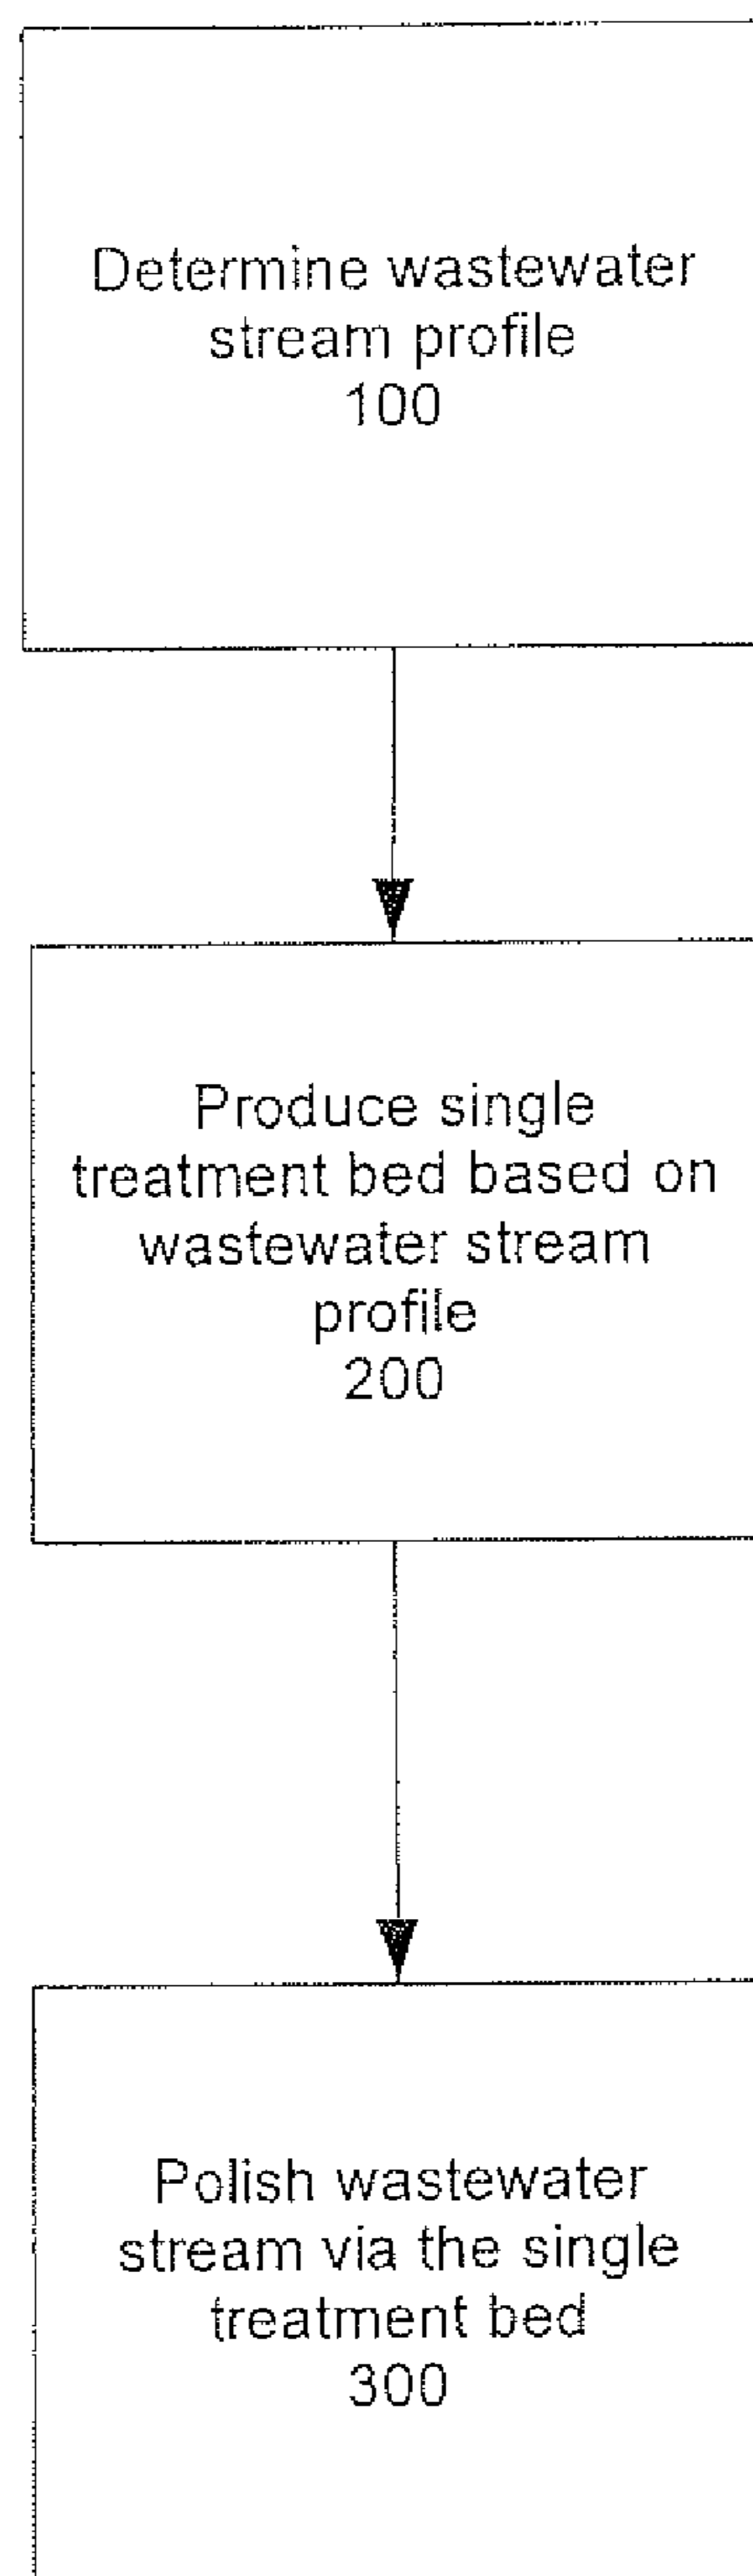 Determine wastewater
stream profile
100
Produce single
treatment bed based on
wastewater stream
profile
200
Polish wastewater
stream via the single
treatment bed
300